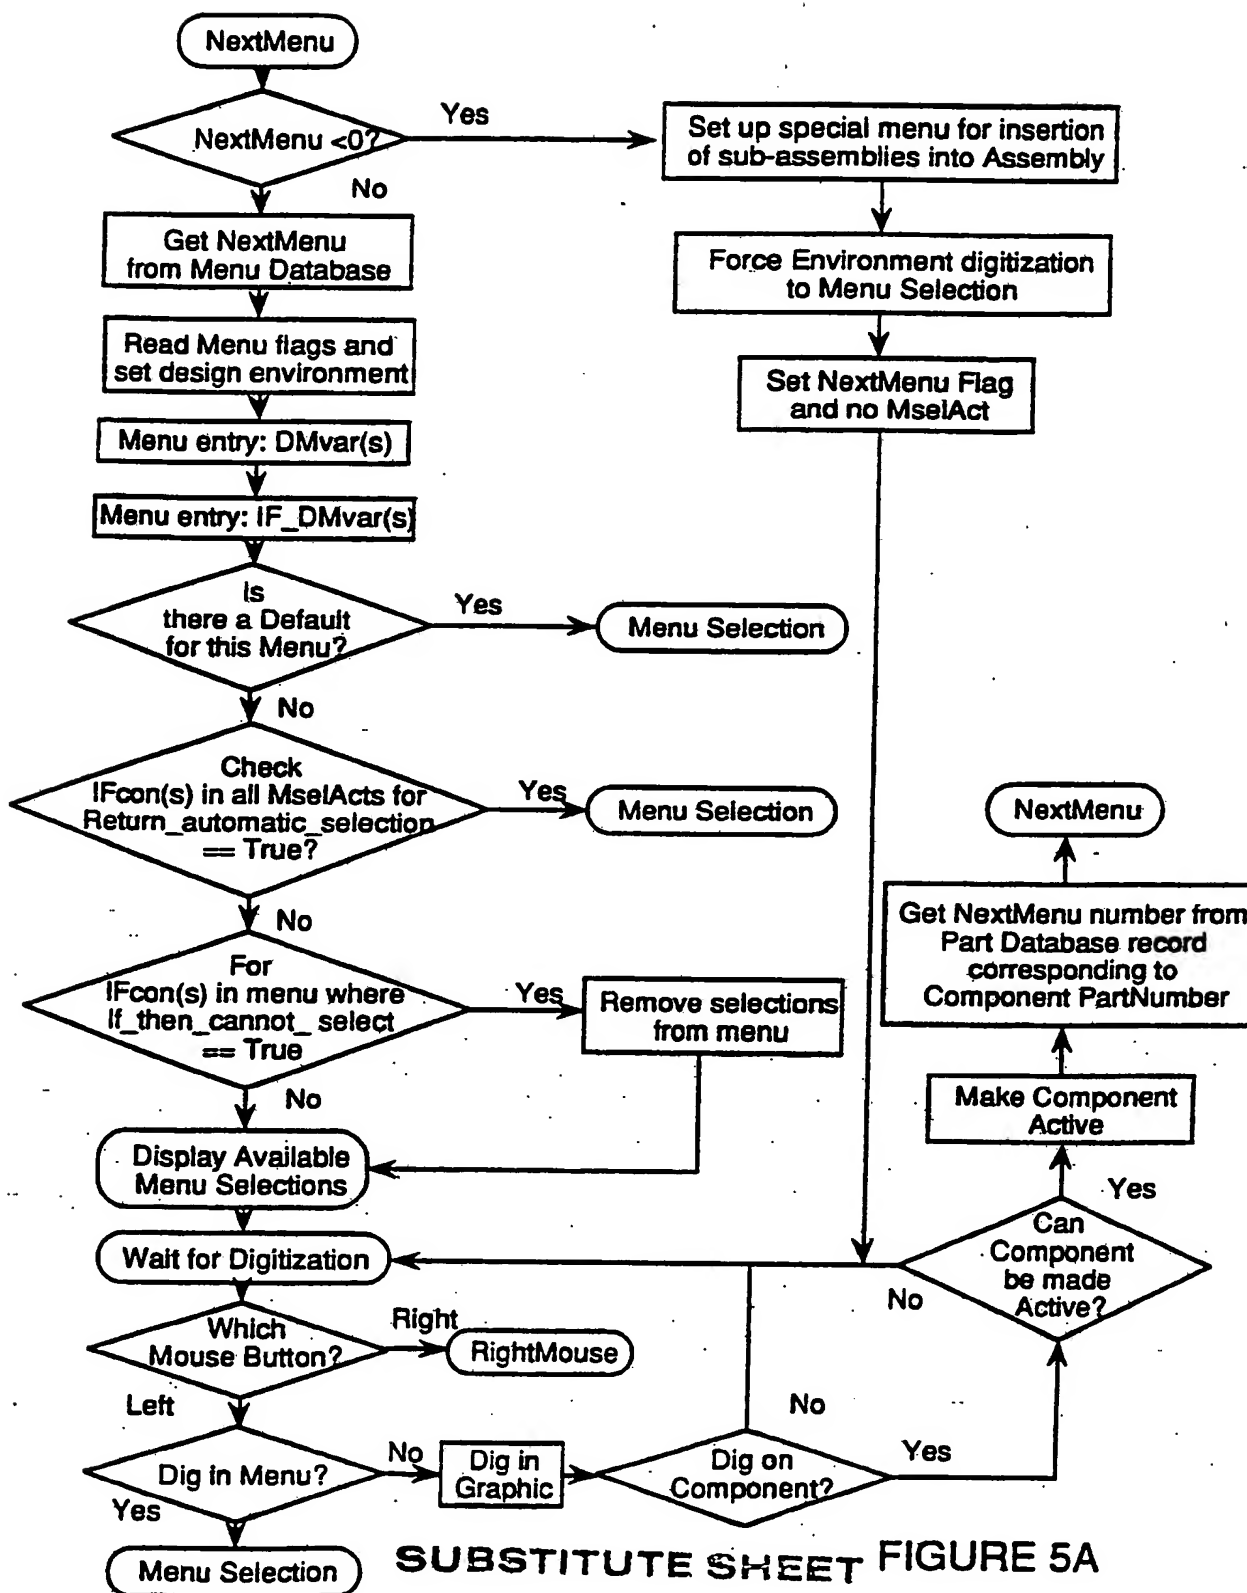 NextMenu
NextMenu <0?
Yes
No
Set up special menu for insertion
of sub-assemblies into Assembly
Get NextMenu
from Menu Database
Force Environment digitization
to Menu Selection
Read Menu flags and
set design environment
Set NextMenu Flag
and no MselAct
Menu entry: DMvar(s)
Menu entry: IF_DMvar(s)
Is
there a Default
for this Menu?
Yes
Menu Selection
No
Check
IFcon(s) in all MselActs for
Return_automatic_selection
== True?
Yes
Menu Selection
No
NextMenu
Get NextMenu number from
Part Database record
corresponding to
Component PartNumber
For
IFcon(s) in menu where
If_then_cannot_ select
== True
Yes
Remove selections
from menu
No
Make Component
Active
Display Available
Menu Selections
Yes
Can
Component
be made
Active?
No
Wait for Digitization
Which
Mouse Button?
Right
RightMouse
Left
Dig in Menu?
No
Dig in
Graphic
Dig on
Component?
No
Yes
Yes
Menu Selection
SUBSTITUTE SHEET FIGURE 5A